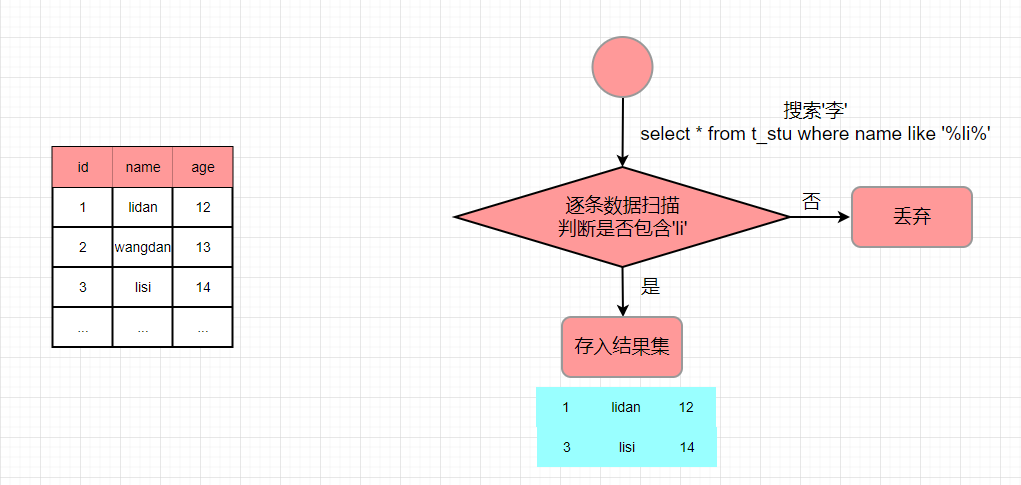 id name age
1 lidan 12
2 wangdan 13
3 lisi 14
... ... ...
搜索'李'
select * from t_stu where name like '%li%'
逐条数据扫描
判断是否包含'li'
否
丢弃
是
存入结果集
1 lidan 12
3 lisi 14